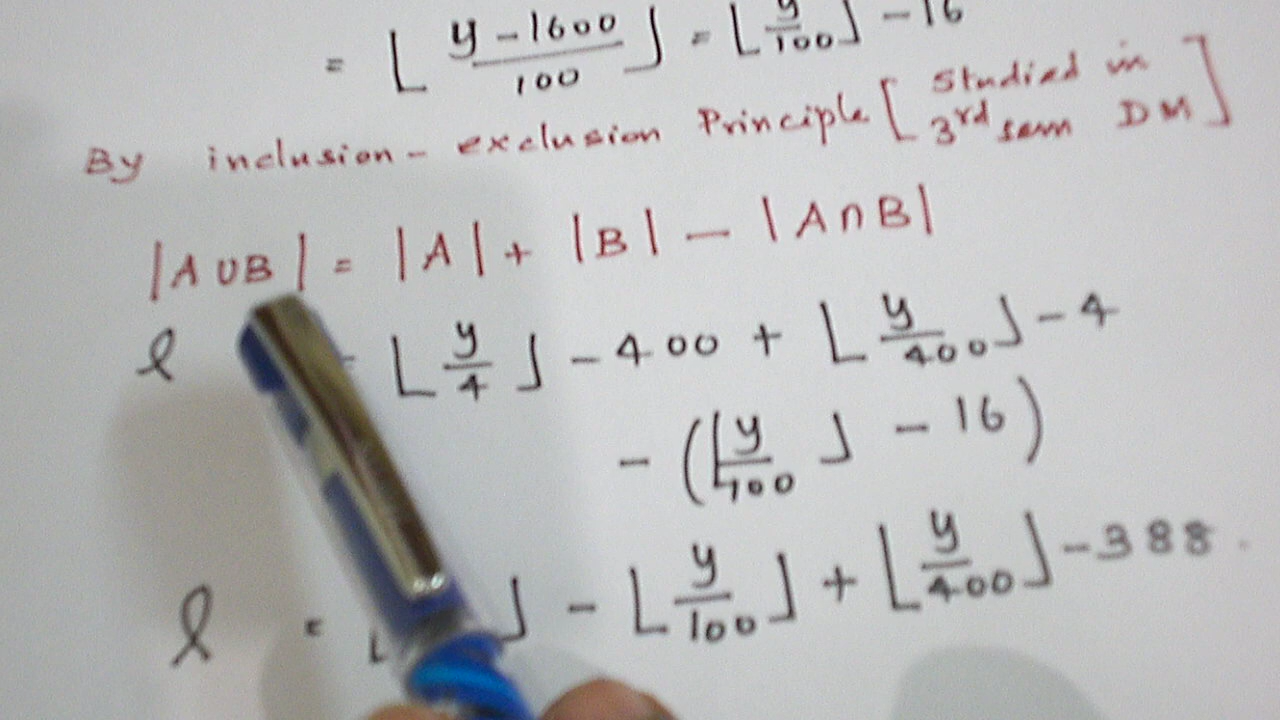 = ⌊ y - 1600 / 100 ⌋ = ⌊ y / 100 ⌋ - 16
By inclusion - exclusion Principle [ Studied in 3rd sem DM ]
|A∪B| = |A| + |B| - |A∩B|
l = ⌊ y / 4 ⌋ - 400 + ⌊ y / 400 ⌋ - 4
- ( ⌊ y / 100 ⌋ - 16 )
l = ⌊ ⌋ - ⌊ y / 100 ⌋ + ⌊ y / 400 ⌋ - 388.